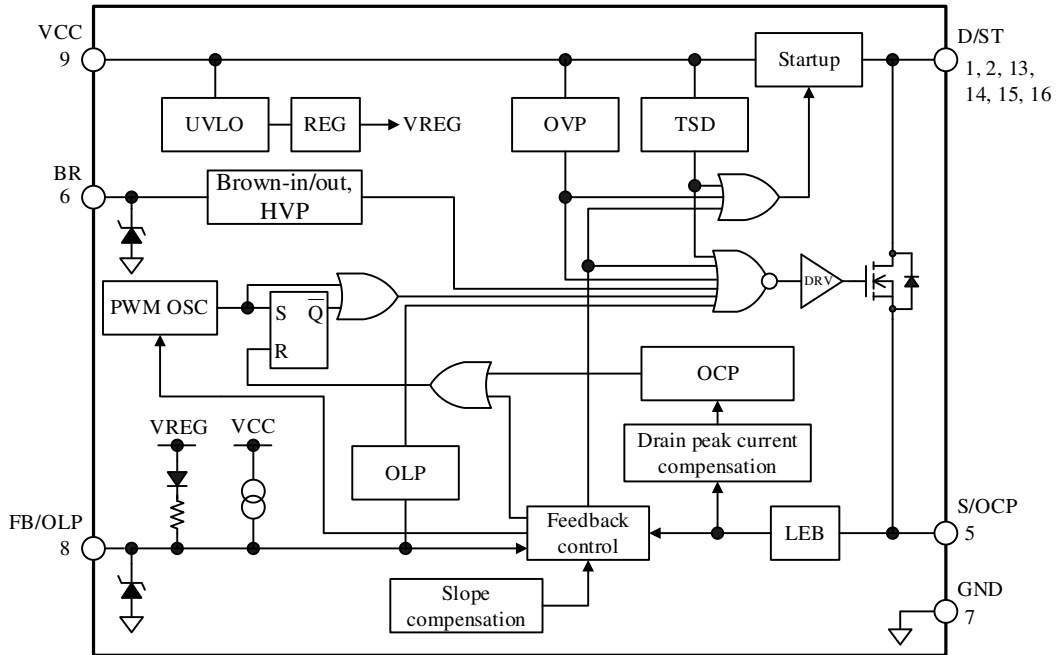 VCC
9
D/ST
1, 2, 13,
14, 15, 16
Startup
UVLO
REG
VREG
OVP
TSD
BR
6
Brown-in/out,
HVP
PWM OSC
S
Q̅
R
DRV
OCP
Drain peak current
compensation
VREG
VCC
OLP
FB/OLP
8
Feedback
control
LEB
S/OCP
5
Slope
compensation
GND
7